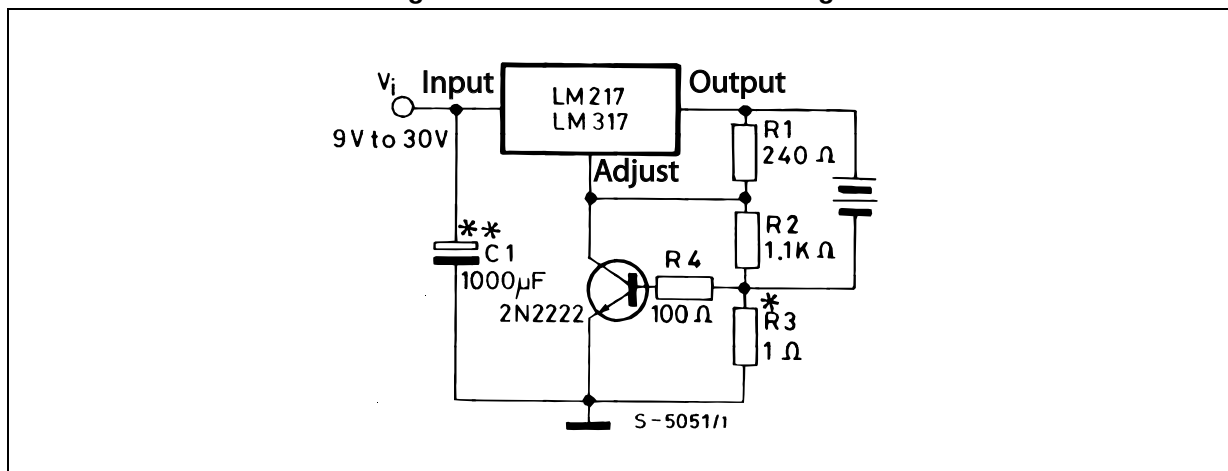 Vi
Input
LM217
LM317
Output
9V to 30V
R1
240 Ω
Adjust
**
C1
1000µF
R2
1.1K Ω
R4
100 Ω
2N2222
*
R3
1 Ω
S-5051/1